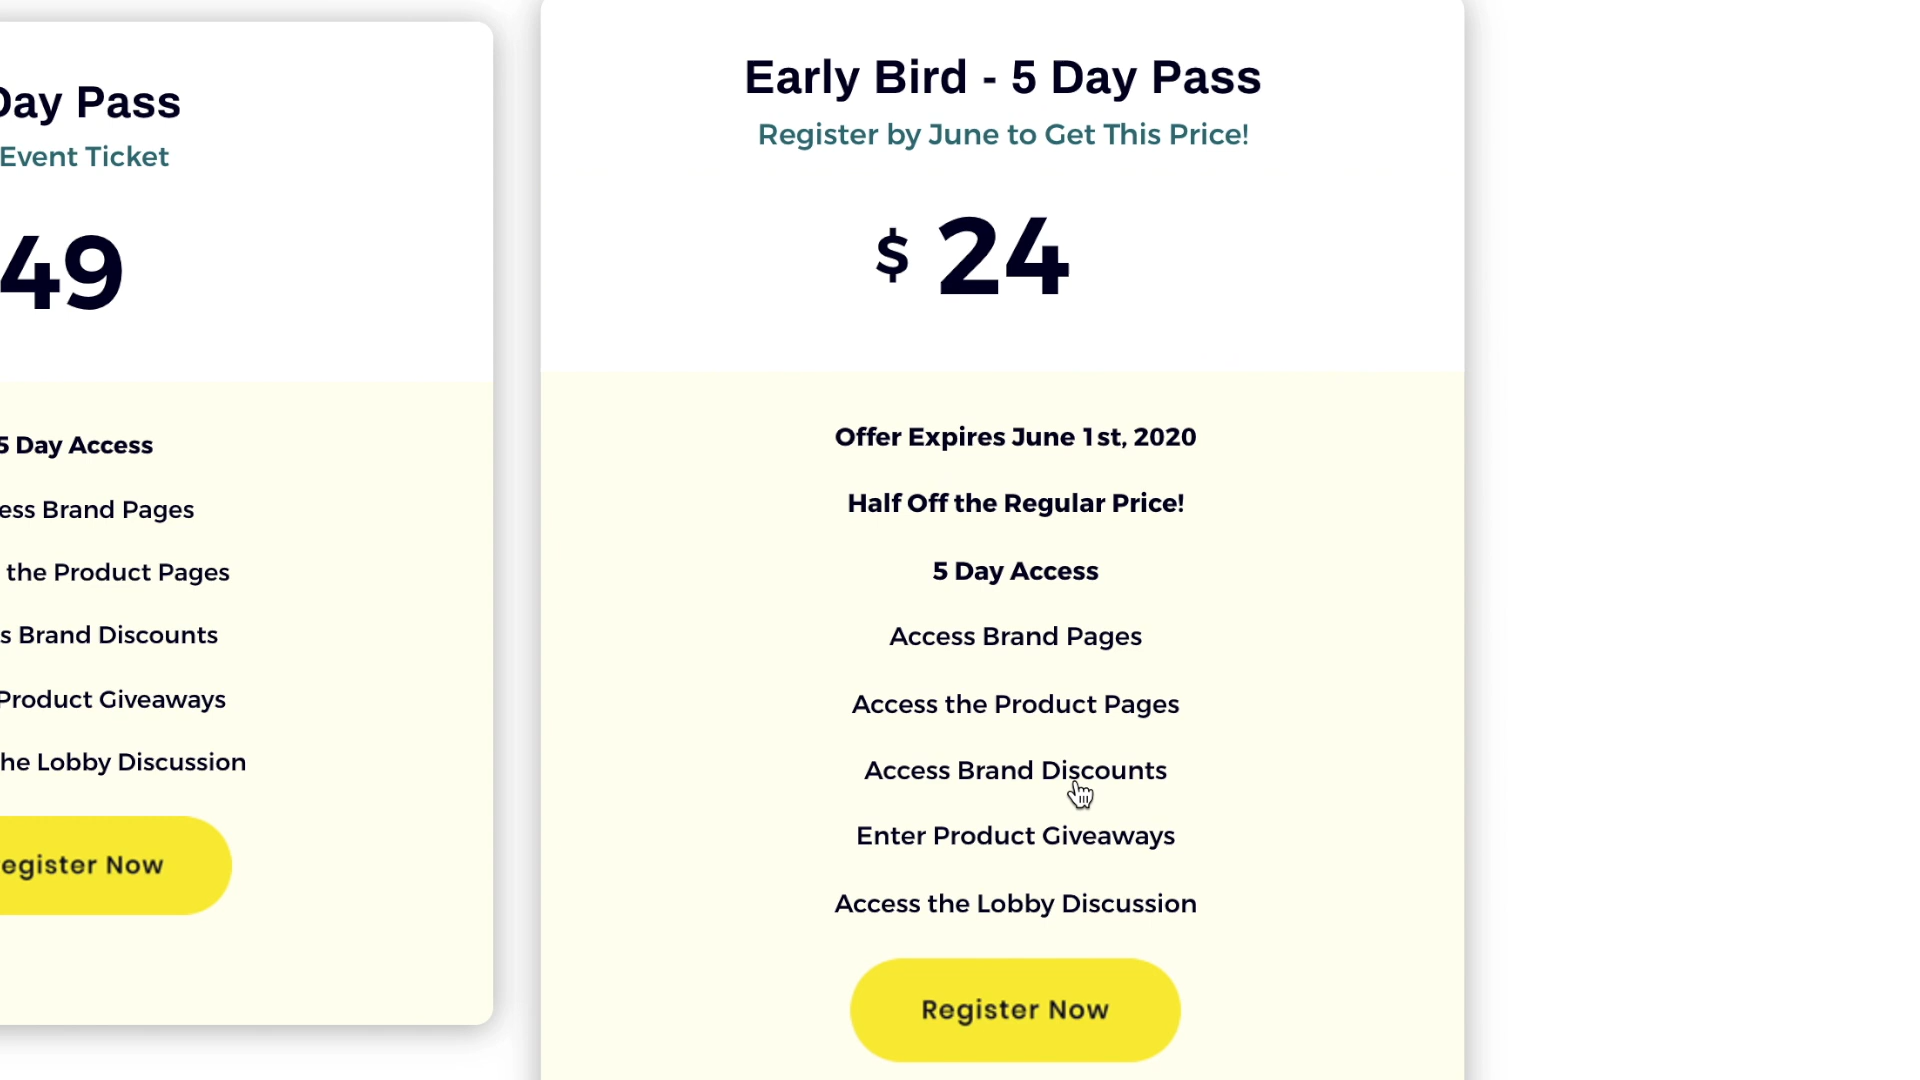 Day Pass
Event Ticket
49
5 Day Access
Brand Pages
the Product Pages
Brand Discounts
Product Giveaways
Lobby Discussion
Now
Early Bird - 5 Day Pass
Register by June to Get This Price!
$ 24
Offer Expires June 1st, 2020
Half Off the Regular Price!
5 Day Access
Access Brand Pages
Access the Product Pages
Access Brand Discounts
Enter Product Giveaways
Access the Lobby Discussion
Register Now